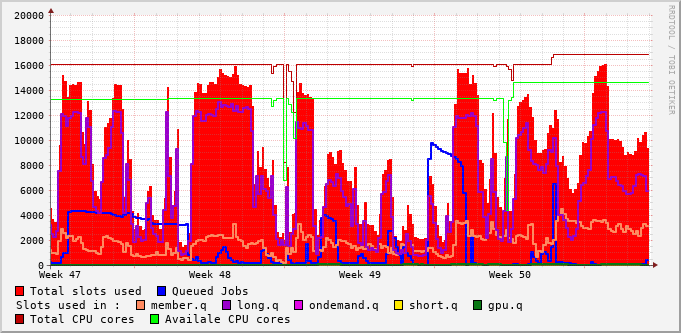 20000
18000
16000
14000
12000
10000
8000
6000
4000
2000
0
Week 47 Week 48 Week 49 Week 50
Total slots used Queued Jobs
Slots used in : member.q long.q ondemand.q short.q gpu.q
Total CPU cores Availale CPU cores
RRDTOOL / TOBI OETIKER